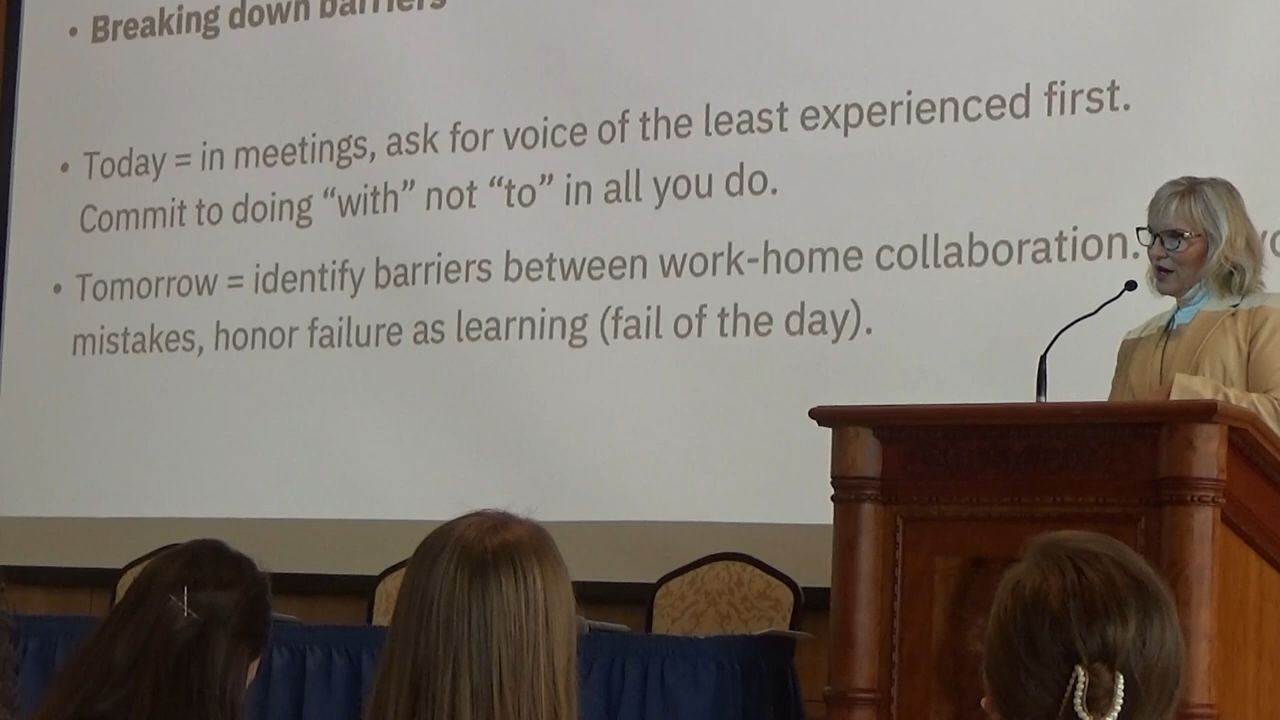 • Breaking down barriers
• Today = in meetings, ask for voice of the least experienced first.
Commit to doing “with” not “to” in all you do.
• Tomorrow = identify barriers between work-home collaboration.
mistakes, honor failure as learning (fail of the day).